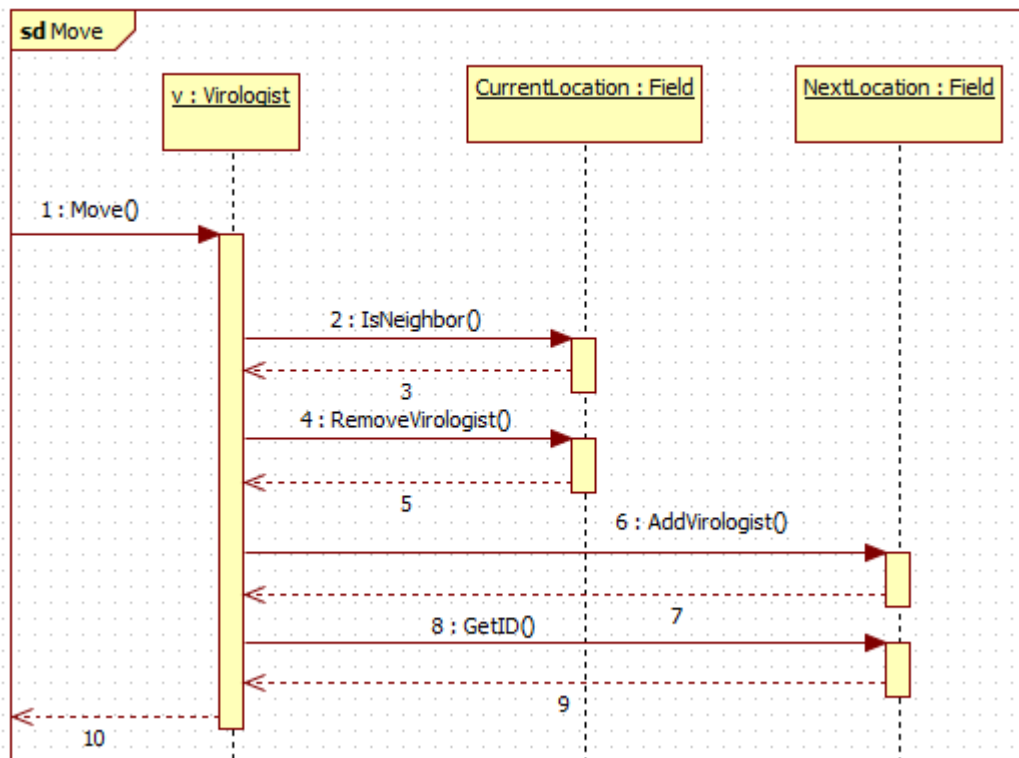 sd Move
v : Virologist
CurrentLocation : Field
NextLocation : Field
1 : Move()
2 : IsNeighbor()
3
4 : RemoveVirologist()
5
6 : AddVirologist()
7
8 : GetID()
9
10